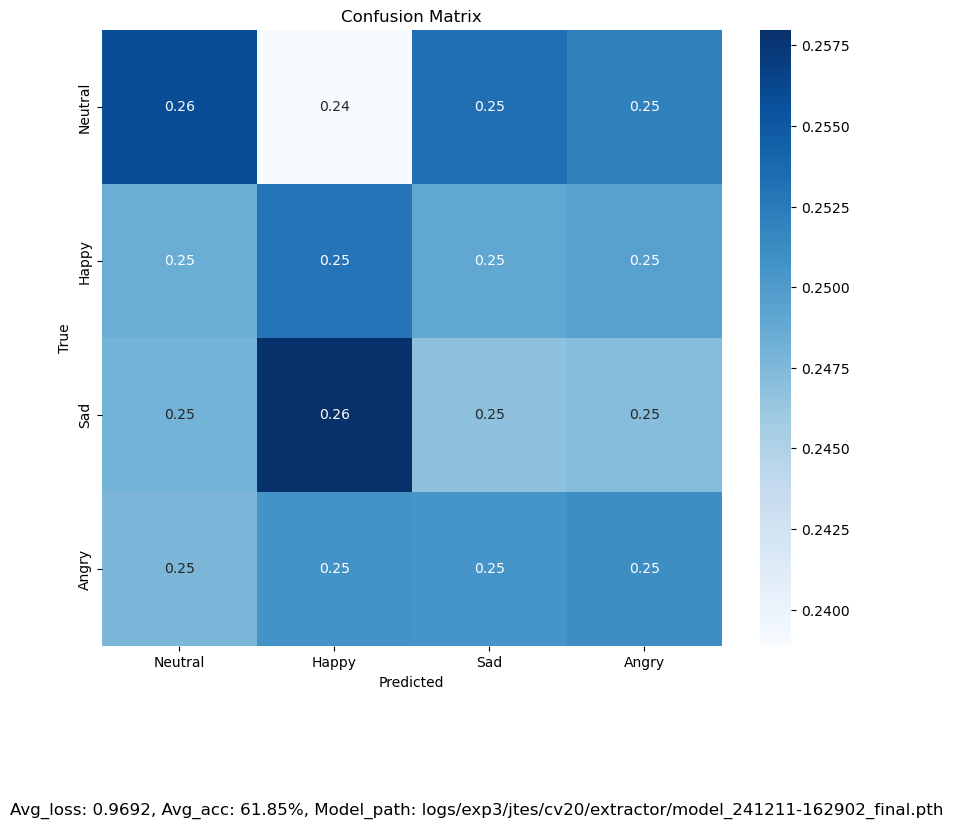 Confusion Matrix
Neutral 0.26 0.24 0.25 0.25
Happy 0.25 0.25 0.25 0.25
Sad 0.25 0.26 0.25 0.25
Angry 0.25 0.25 0.25 0.25
True
Neutral Happy Sad Angry
Predicted
0.2575
0.2550
0.2525
0.2500
0.2475
0.2450
0.2425
0.2400
Avg_loss: 0.9692, Avg_acc: 61.85%, Model_path: logs/exp3/jtes/cv20/extractor/model_241211-162902_final.pth